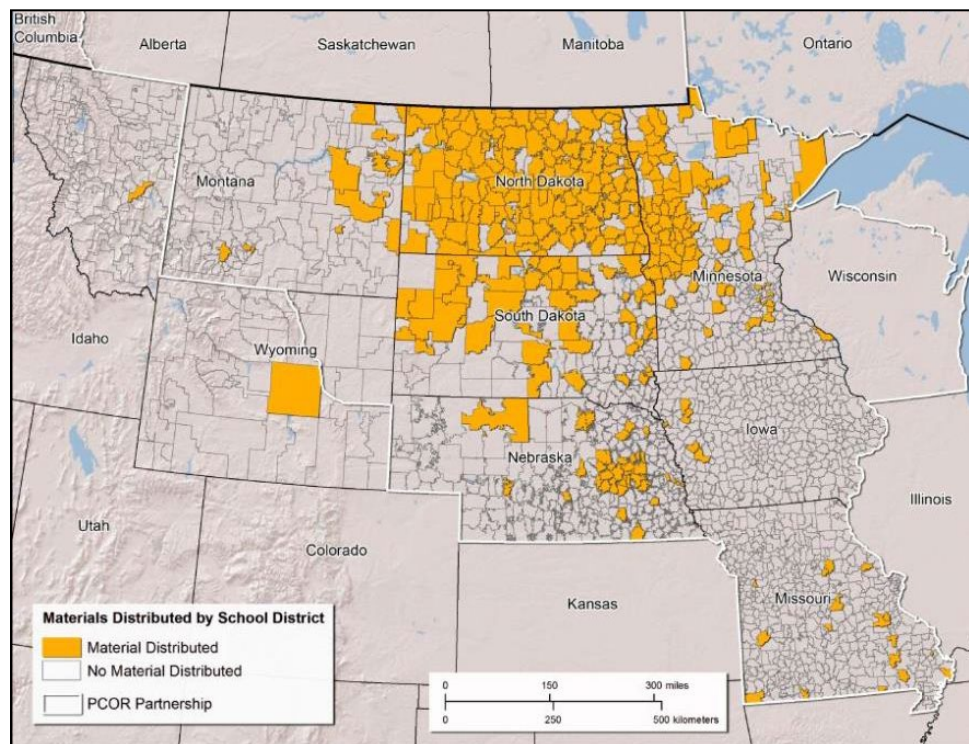 British
Columbia
Alberta
Saskatchewan
Manitoba
Ontario
Montana
North Dakota
Minnesota
Wisconsin
South Dakota
Idaho
Wyoming
Iowa
Nebraska
Illinois
Utah
Colorado
Kansas
Missouri
Materials Distributed by School District
Material Distributed
No Material Distributed
PCOR Partnership
0 150 300 miles
0 250 500 kilometers